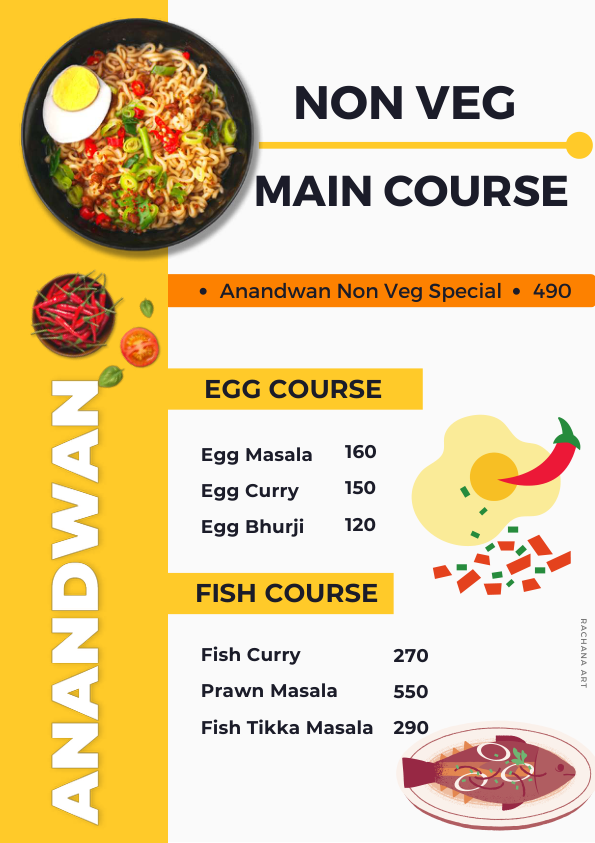 NON VEG
MAIN COURSE
• Anandwan Non Veg Special • 490
EGG COURSE
Egg Masala 160
Egg Curry 150
Egg Bhurji 120
FISH COURSE
Fish Curry 270
Prawn Masala 550
Fish Tikka Masala 290
ANANDWAN
RACHANA ART